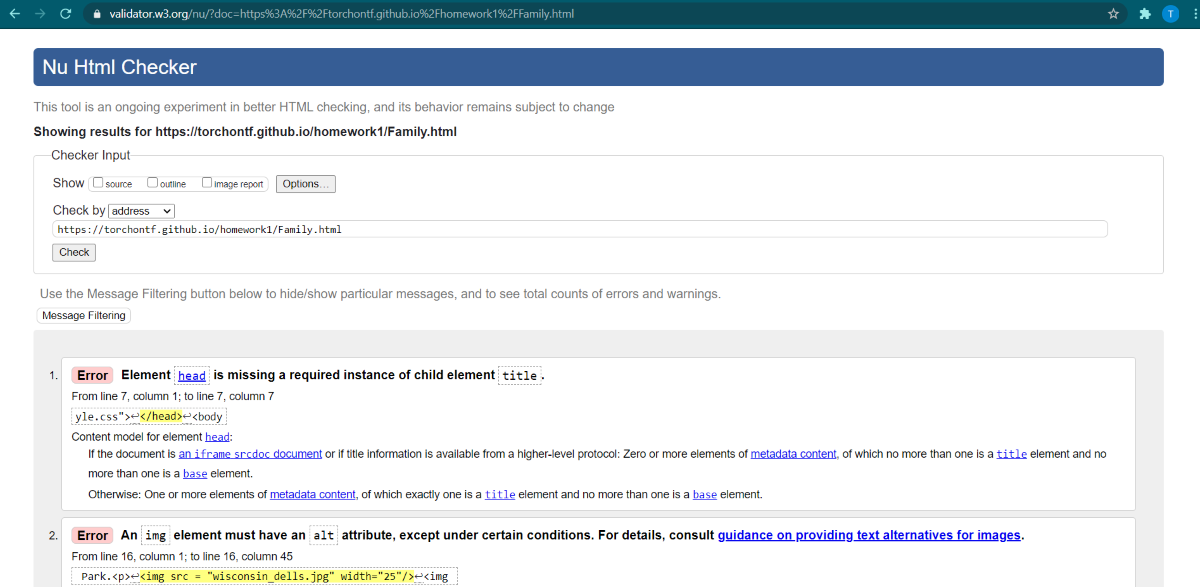 validator.w3.org/nu/?doc=https%3A%2F%2Ftorchontf.github.io%2Fhomework1%2FFamily.html
T
Nu Html Checker
This tool is an ongoing experiment in better HTML checking, and its behavior remains subject to change
Showing results for https://torchontf.github.io/homework1/Family.html
Checker Input
Show source outline image report Options...
Check by address
https://torchontf.github.io/homework1/Family.html
Check
Use the Message Filtering button below to hide/show particular messages, and to see total counts of errors and warnings.
Message Filtering
1. Error Element head is missing a required instance of child element title.
From line 7, column 1; to line 7, column 7
yle.css">↩</head>↩<body
Content model for element head:
If the document is an iframe srcdoc document or if title information is available from a higher-level protocol: Zero or more elements of metadata content, of which no more than one is a title element and no
more than one is a base element.
Otherwise: One or more elements of metadata content, of which exactly one is a title element and no more than one is a base element.
2. Error An img element must have an alt attribute, except under certain conditions. For details, consult guidance on providing text alternatives for images.
From line 16, column 1; to line 16, column 45
Park.<p>↩<img src = "wisconsin_dells.jpg" width="25"/>↩<img